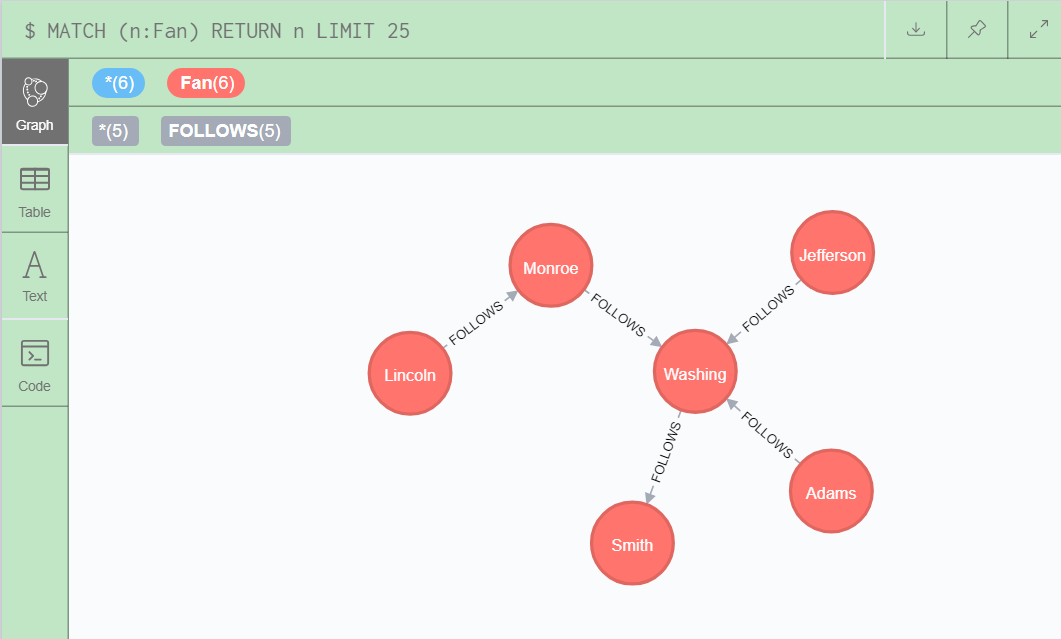 $ MATCH (n:Fan) RETURN n LIMIT 25
*(6) Fan(6)
*(5) FOLLOWS(5)
Graph
Table
Text
Code
Monroe
Jefferson
FOLLOWS
FOLLOWS
FOLLOWS
Lincoln
Washing
FOLLOWS
FOLLOWS
Adams
Smith